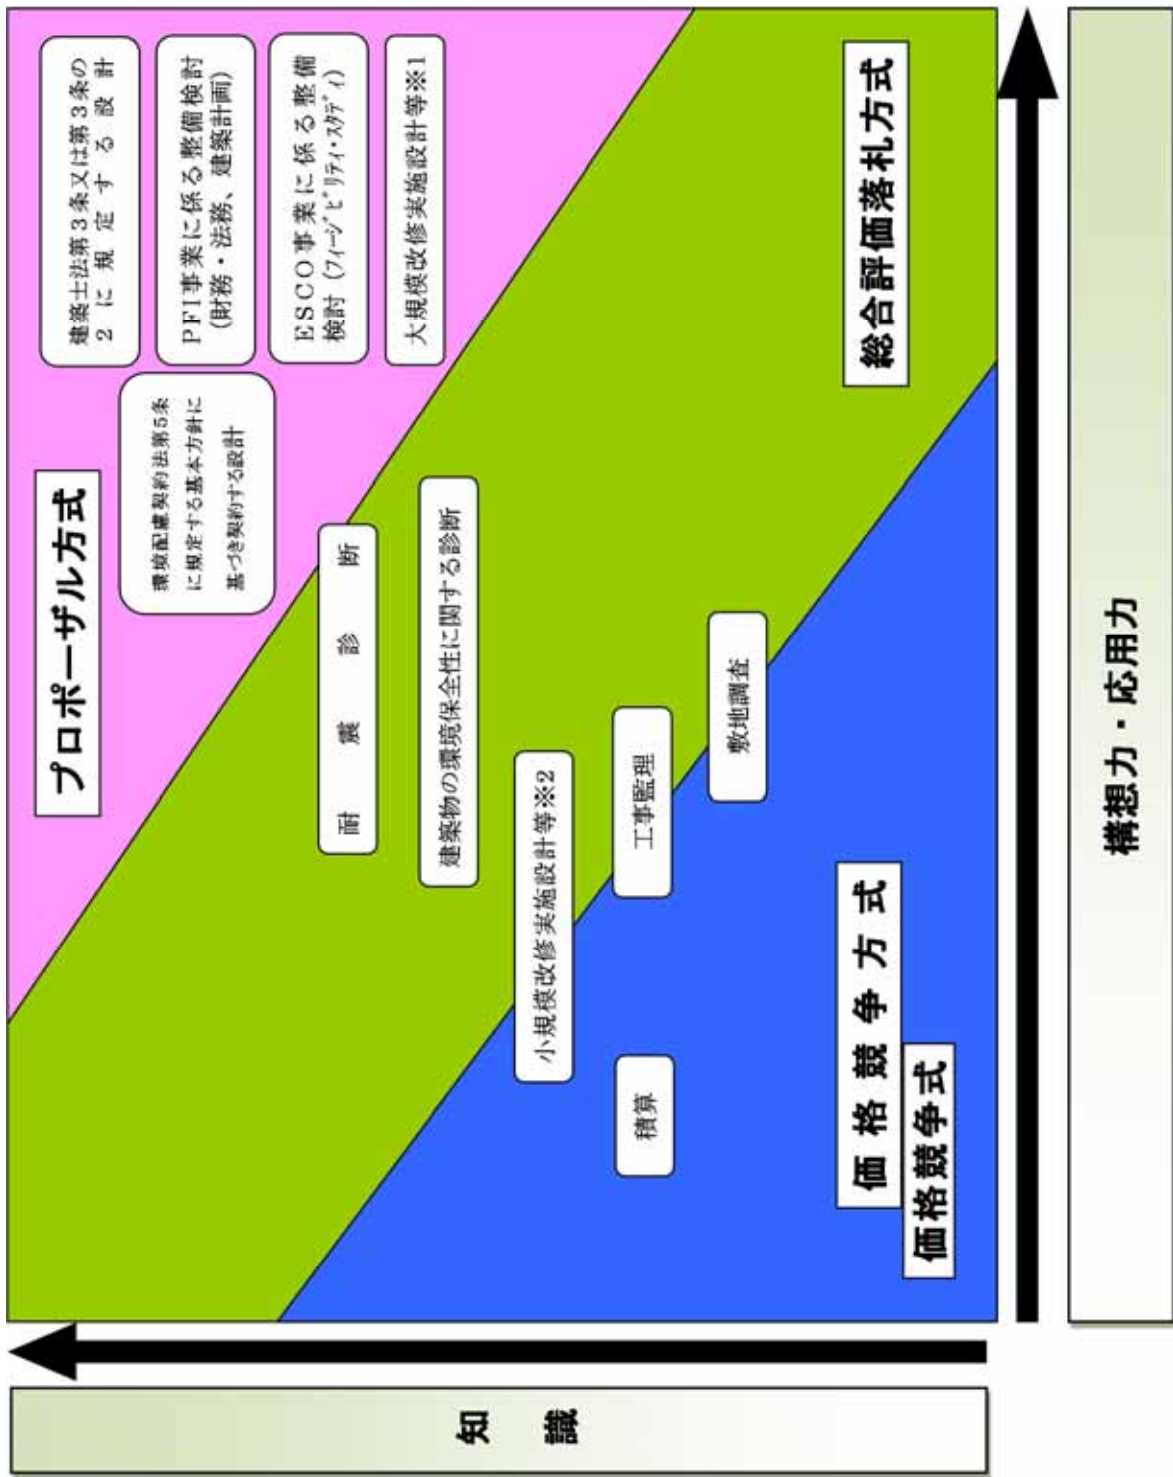 プロポーザル方式
建築士法第3条又は第3条の
2に規定する設計
PFI事業に係る整備検討
(財務・法務、建築計画)
ESCO事業に係る整備
検討(フィージビリティ・スタディ)
大規模改修実施設計等※1
環境配慮契約法第5条
に規定する基本方針に
基づき契約する設計
耐震診断
建築物の環境保全性に関する診断
小規模改修実施設計等※2
工事監理
敷地調査
積算
総合評価落札方式
価格競争方式
価格競争式
知識
構想力・応用力